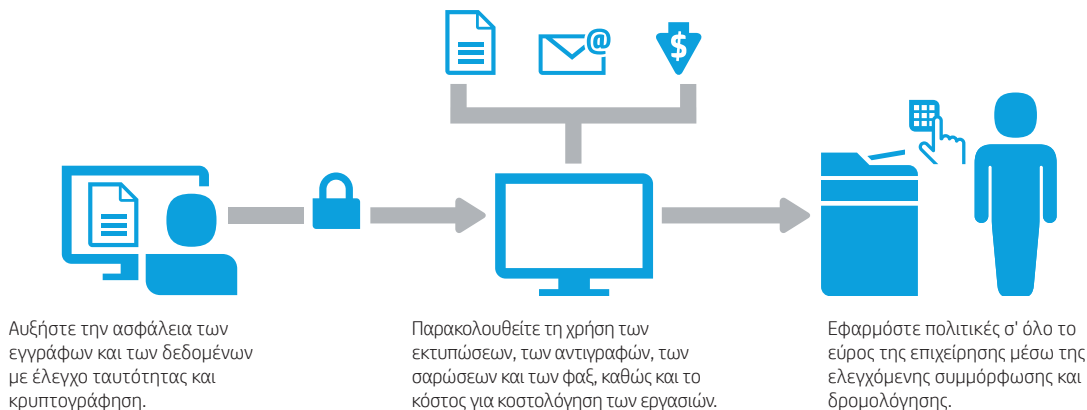 @
$
Αυξήστε την ασφάλεια των
εγγράφων και των δεδομένων
με έλεγχο ταυτότητας και
κρυπτογράφηση.
Παρακολουθείτε τη χρήση των
εκτυπώσεων, των αντιγραφών, των
σαρώσεων και των φαξ, καθώς και το
κόστος για κοστολόγηση των εργασιών.
Εφαρμόστε πολιτικές σ' όλο το
εύρος της επιχείρησης μέσω της
ελεγχόμενης συμμόρφωσης και
δρομολόγησης.